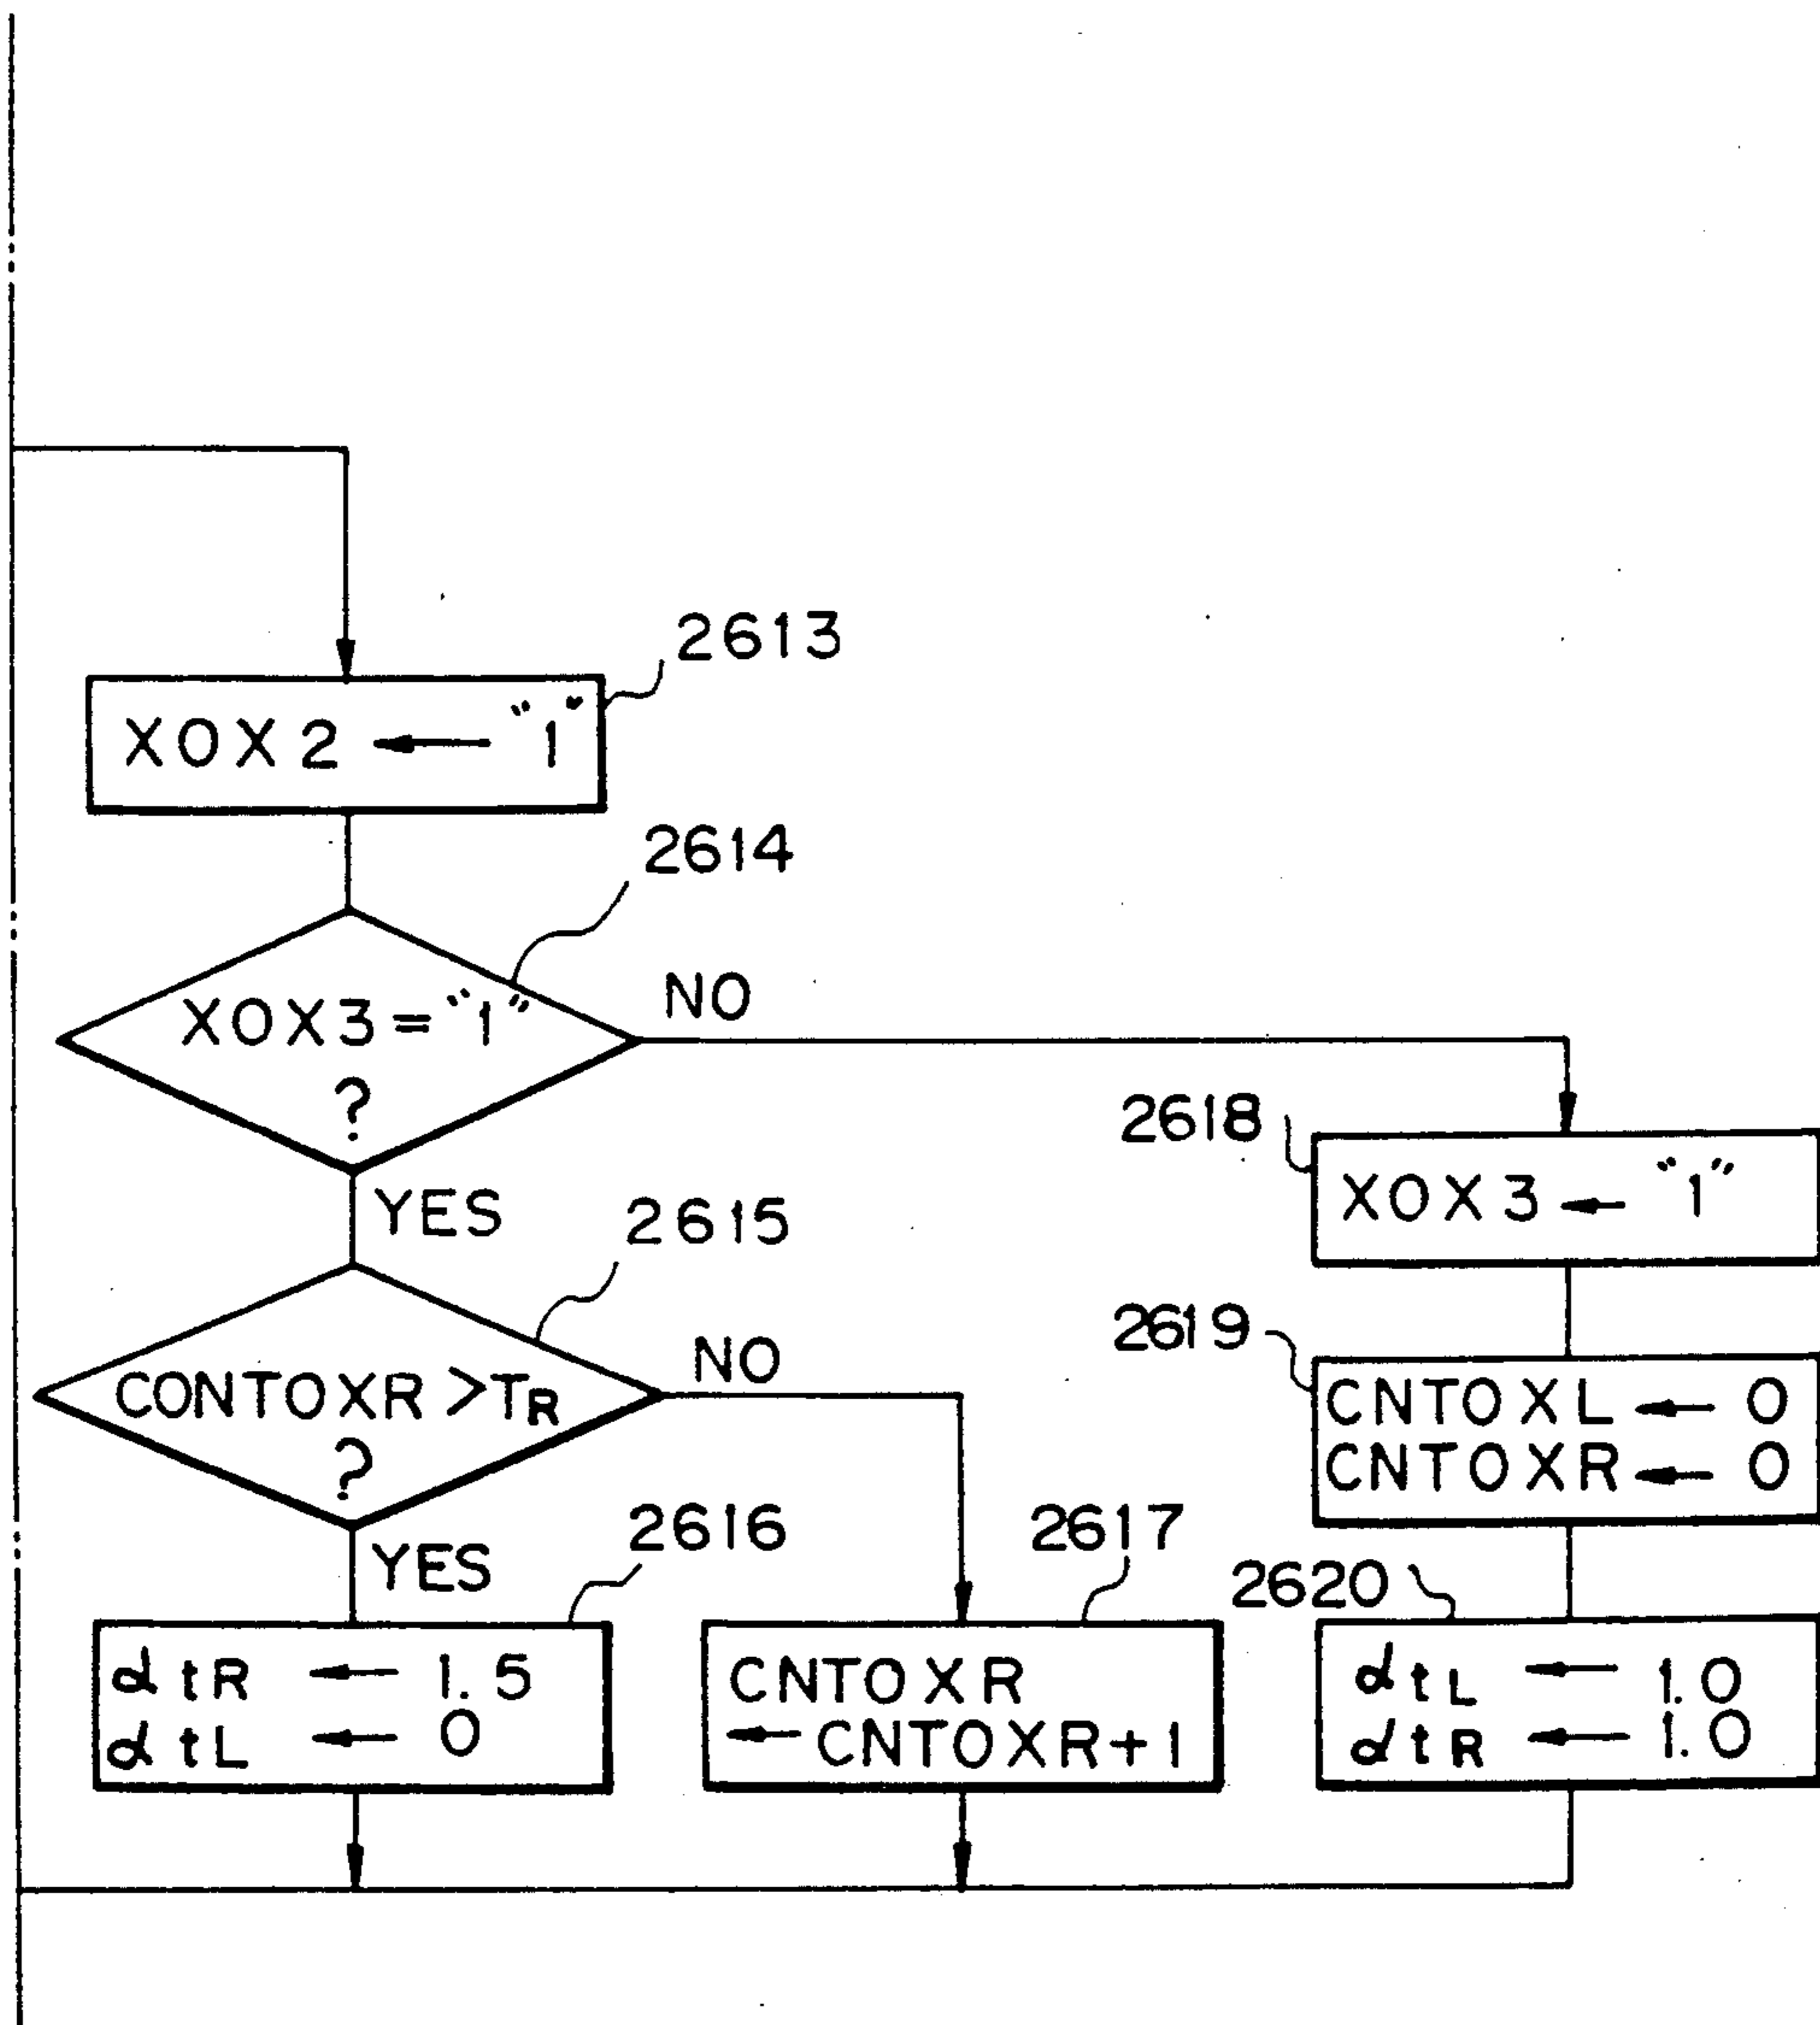 2613
XOX2 ← "1"
2614
XOX3="1"
?
NO
YES
2615
CONTOXR >TR
?
NO
YES
2616
αtR ← 1.5
αtL ← 0
2617
CNTOXR
← CNTOXR+1
2618
XOX3 ← "1"
2619
CNTOXL ← 0
CNTOXR ← 0
2620
αtL ← 1.0
αtR ← 1.0